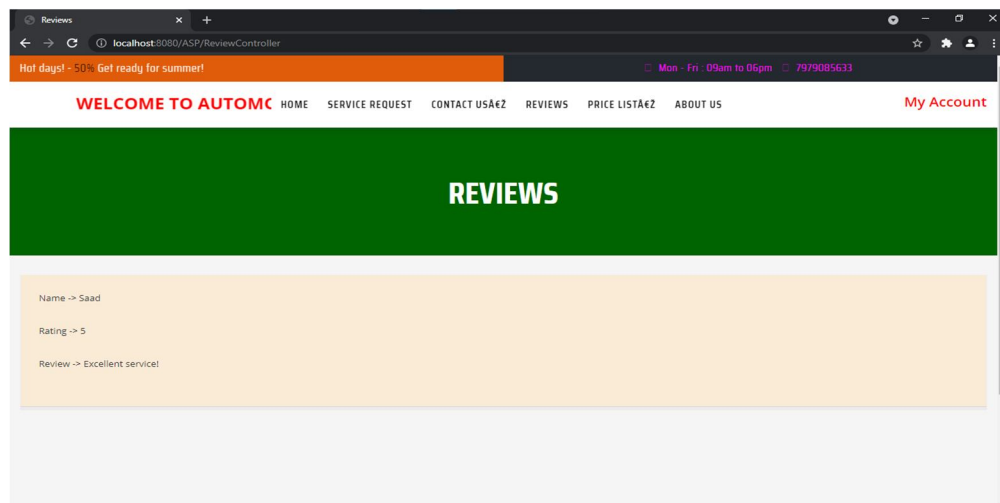 Reviews
localhost:8080/ASP/ReviewController
Hot days! - 50% Get ready for summer!
Mon - Fri : 09am to 06pm 7979085633
WELCOME TO AUTOMC HOME SERVICE REQUEST CONTACT USâ€Ž REVIEWS PRICE LISTâ€Ž ABOUT US My Account
REVIEWS
Name -> Saad
Rating -> 5
Review -> Excellent service!